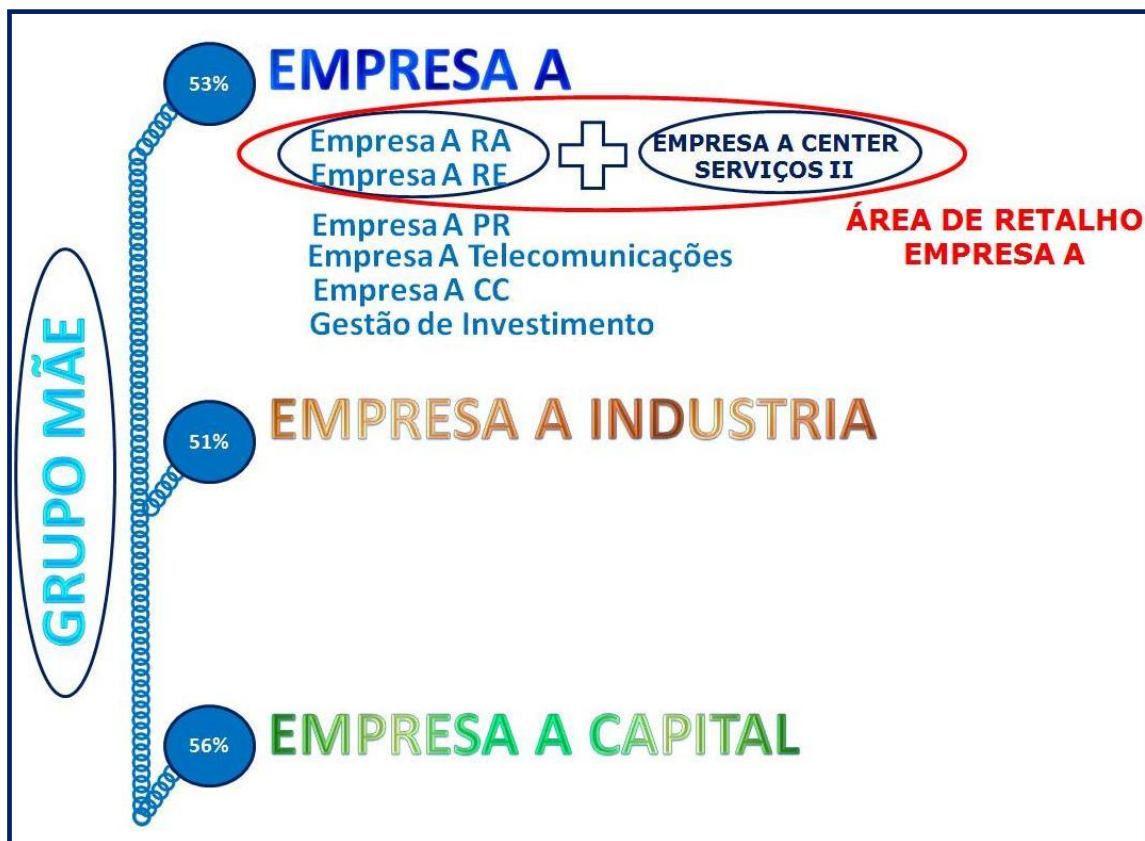 GRUPO MÃE
53%
EMPRESA A
Empresa A RA
Empresa A RE
EMPRESA A CENTER
SERVIÇOS II
ÁREA DE RETALHO
EMPRESA A
Empresa A PR
Empresa A Telecomunicações
Empresa A CC
Gestão de Investimento
51%
EMPRESA A INDUSTRIA
56%
EMPRESA A CAPITAL